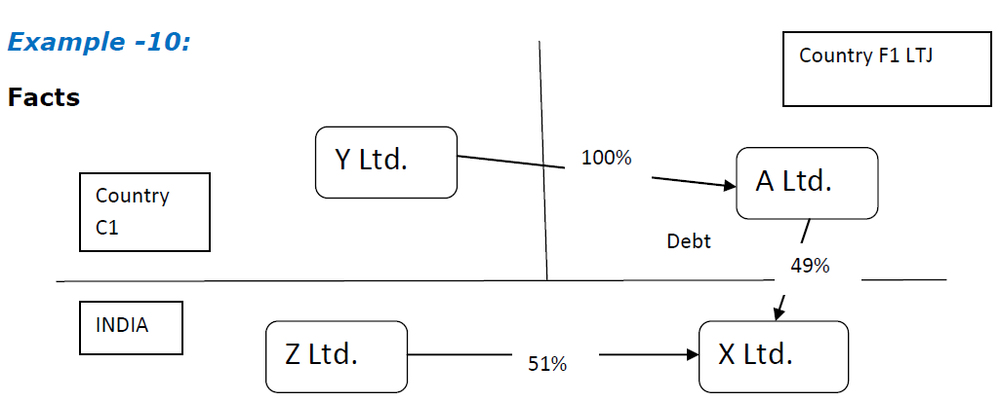 Example -10:
Facts
Country F1 LTJ
Y Ltd.
100%
A Ltd.
Country
C1
Debt
49%
INDIA
Z Ltd.
51%
X Ltd.